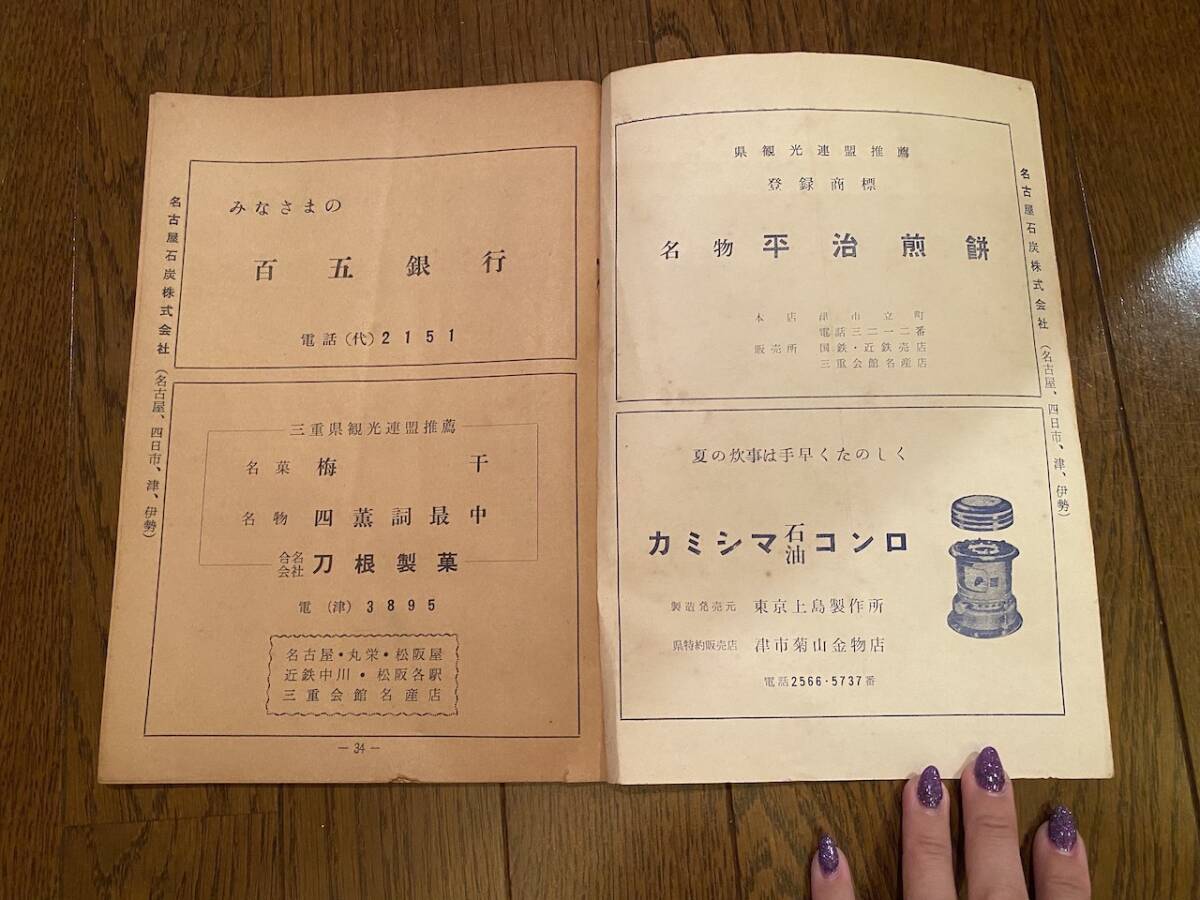 名古屋石炭株式会社(名古屋、四日市、津、伊勢)
みなさまの
百五銀行
電話(代)2151
三重県観光連盟推薦
名菓 梅干
名物 四薫詞最中
合名会社 刀根製菓
電(津)3895
名古屋・丸栄・松阪屋
近鉄中川・松阪各駅
三重会館名産店
— 34 —
県観光連盟推薦
登録商標
名物 平治煎餅
本店 津市立町
電話三二一二番
販売所 国鉄・近鉄売店
三重会館名産店
夏の炊事は手早くたのしく
カミシマ石油コンロ
製造発売元 東京上島製作所
県特約販売店 津市菊山金物店
電話2566・5737番
名古屋石炭株式会社(名古屋、四日市、津、伊勢)